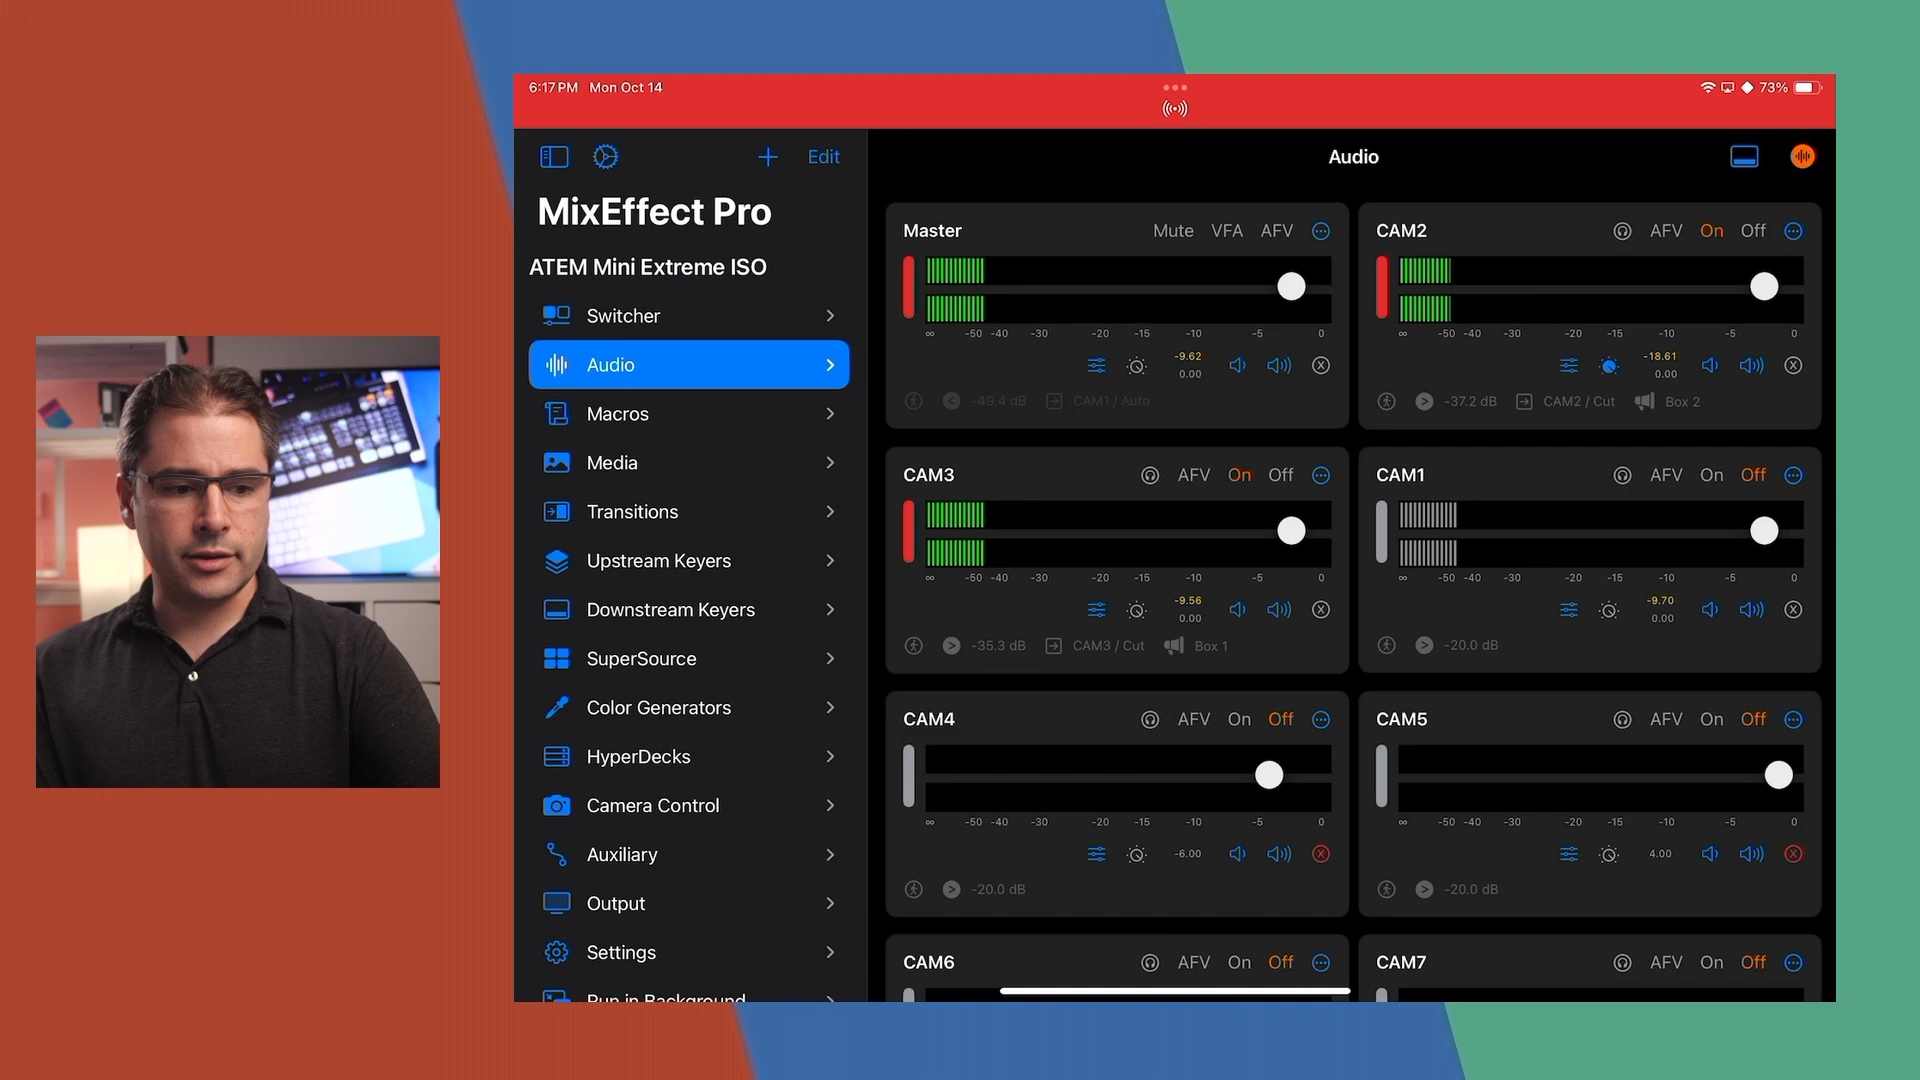 6:17 PM Mon Oct 14
73%
Edit
Audio
MixEffect Pro
ATEM Mini Extreme ISO
Switcher
Audio
Macros
Media
Transitions
Upstream Keyers
Downstream Keyers
SuperSource
Color Generators
HyperDecks
Camera Control
Auxiliary
Output
Settings
Run in Background
Master Mute VFA AFV
∞ -50 -40 -30 -20 -15 -10 -5 0
-9.62
0.00
-49.4 dB CAM1 / Auto
CAM2 AFV On Off
∞ -50 -40 -30 -20 -15 -10 -5 0
-18.61
0.00
-37.2 dB CAM2 / Cut Box 2
CAM3 AFV On Off
∞ -50 -40 -30 -20 -15 -10 -5 0
-9.56
0.00
-35.3 dB CAM3 / Cut Box 1
CAM1 AFV On Off
∞ -50 -40 -30 -20 -15 -10 -5 0
-9.70
0.00
-20.0 dB
CAM4 AFV On Off
∞ -50 -40 -30 -20 -15 -10 -5 0
-6.00
-20.0 dB
CAM5 AFV On Off
∞ -50 -40 -30 -20 -15 -10 -5 0
4.00
-20.0 dB
CAM6 AFV On Off
CAM7 AFV On Off